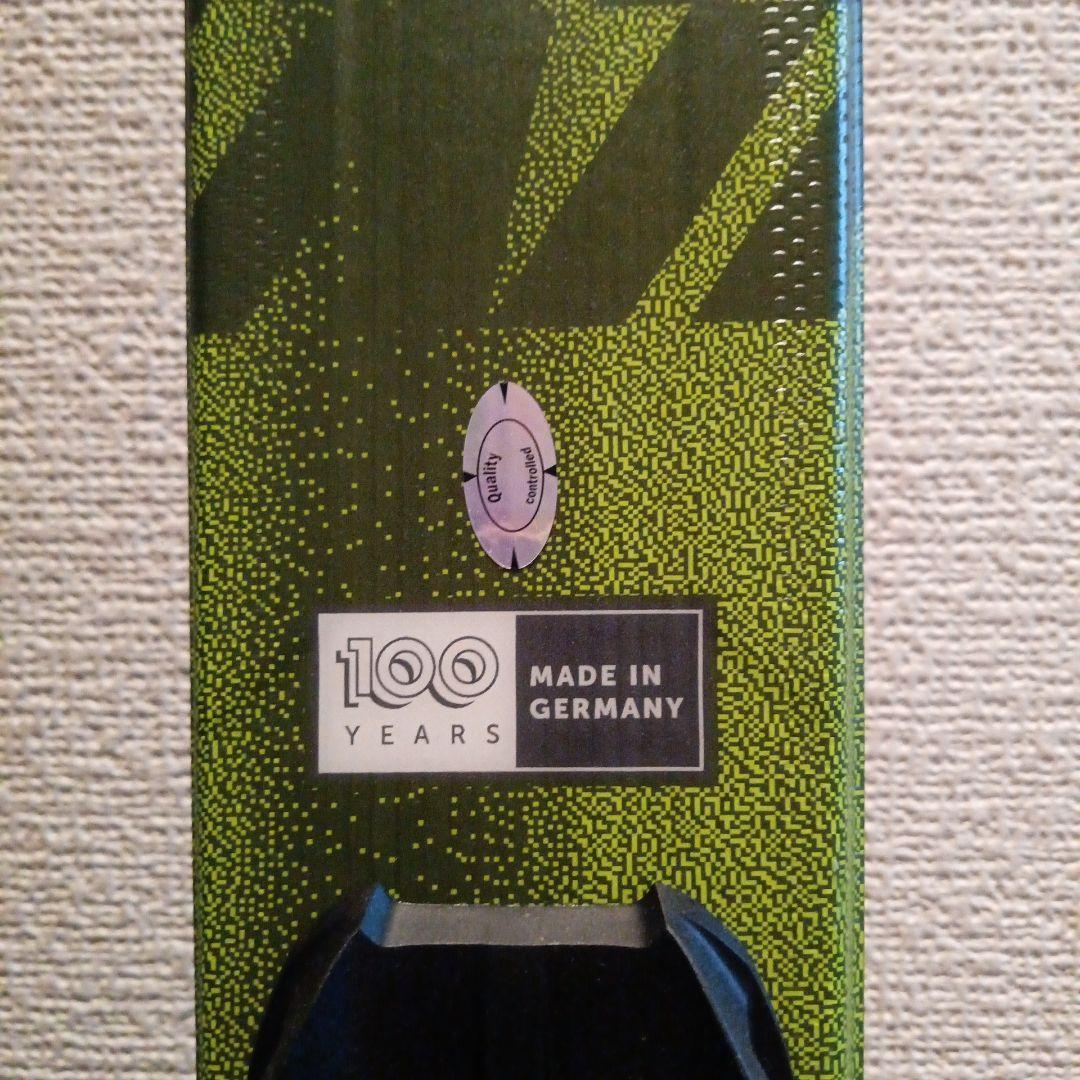 Quality
controlled
100
YEARS
MADE IN
GERMANY